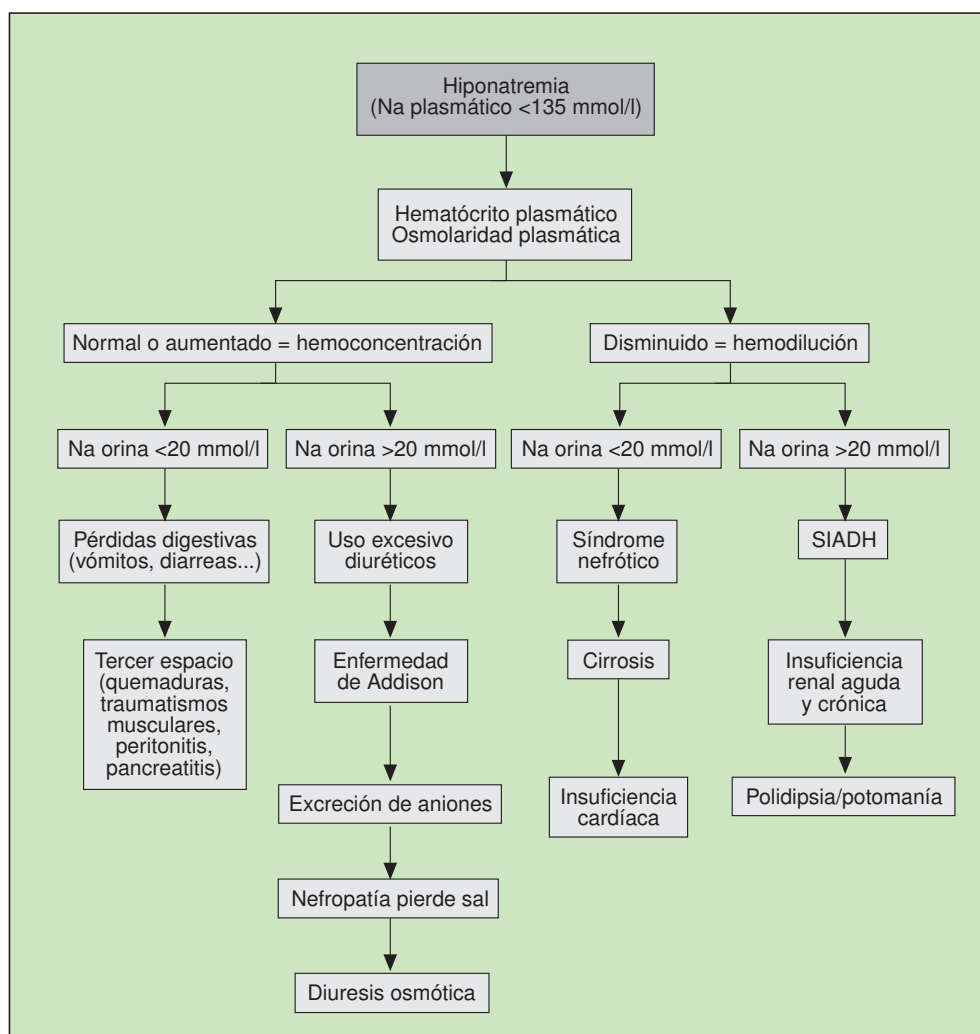 Hiponatremia
(Na plasmático <135 mmol/l)
Hematócrito plasmático
Osmolaridad plasmática
Normal o aumentado = hemoconcentración
Disminuido = hemodilución
Na orina <20 mmol/l
Na orina >20 mmol/l
Na orina <20 mmol/l
Na orina >20 mmol/l
Pérdidas digestivas
(vómitos, diarreas...)
Uso excesivo
diuréticos
Síndrome
nefrótico
SIADH
Tercer espacio
(quemaduras,
traumatismos
musculares,
peritonitis,
pancreatitis)
Enfermedad
de Addison
Cirrosis
Insuficiencia
renal aguda
y crónica
Excreción de aniones
Insuficiencia
cardíaca
Polidipsia/potomanía
Nefropatía pierde sal
Diuresis osmótica